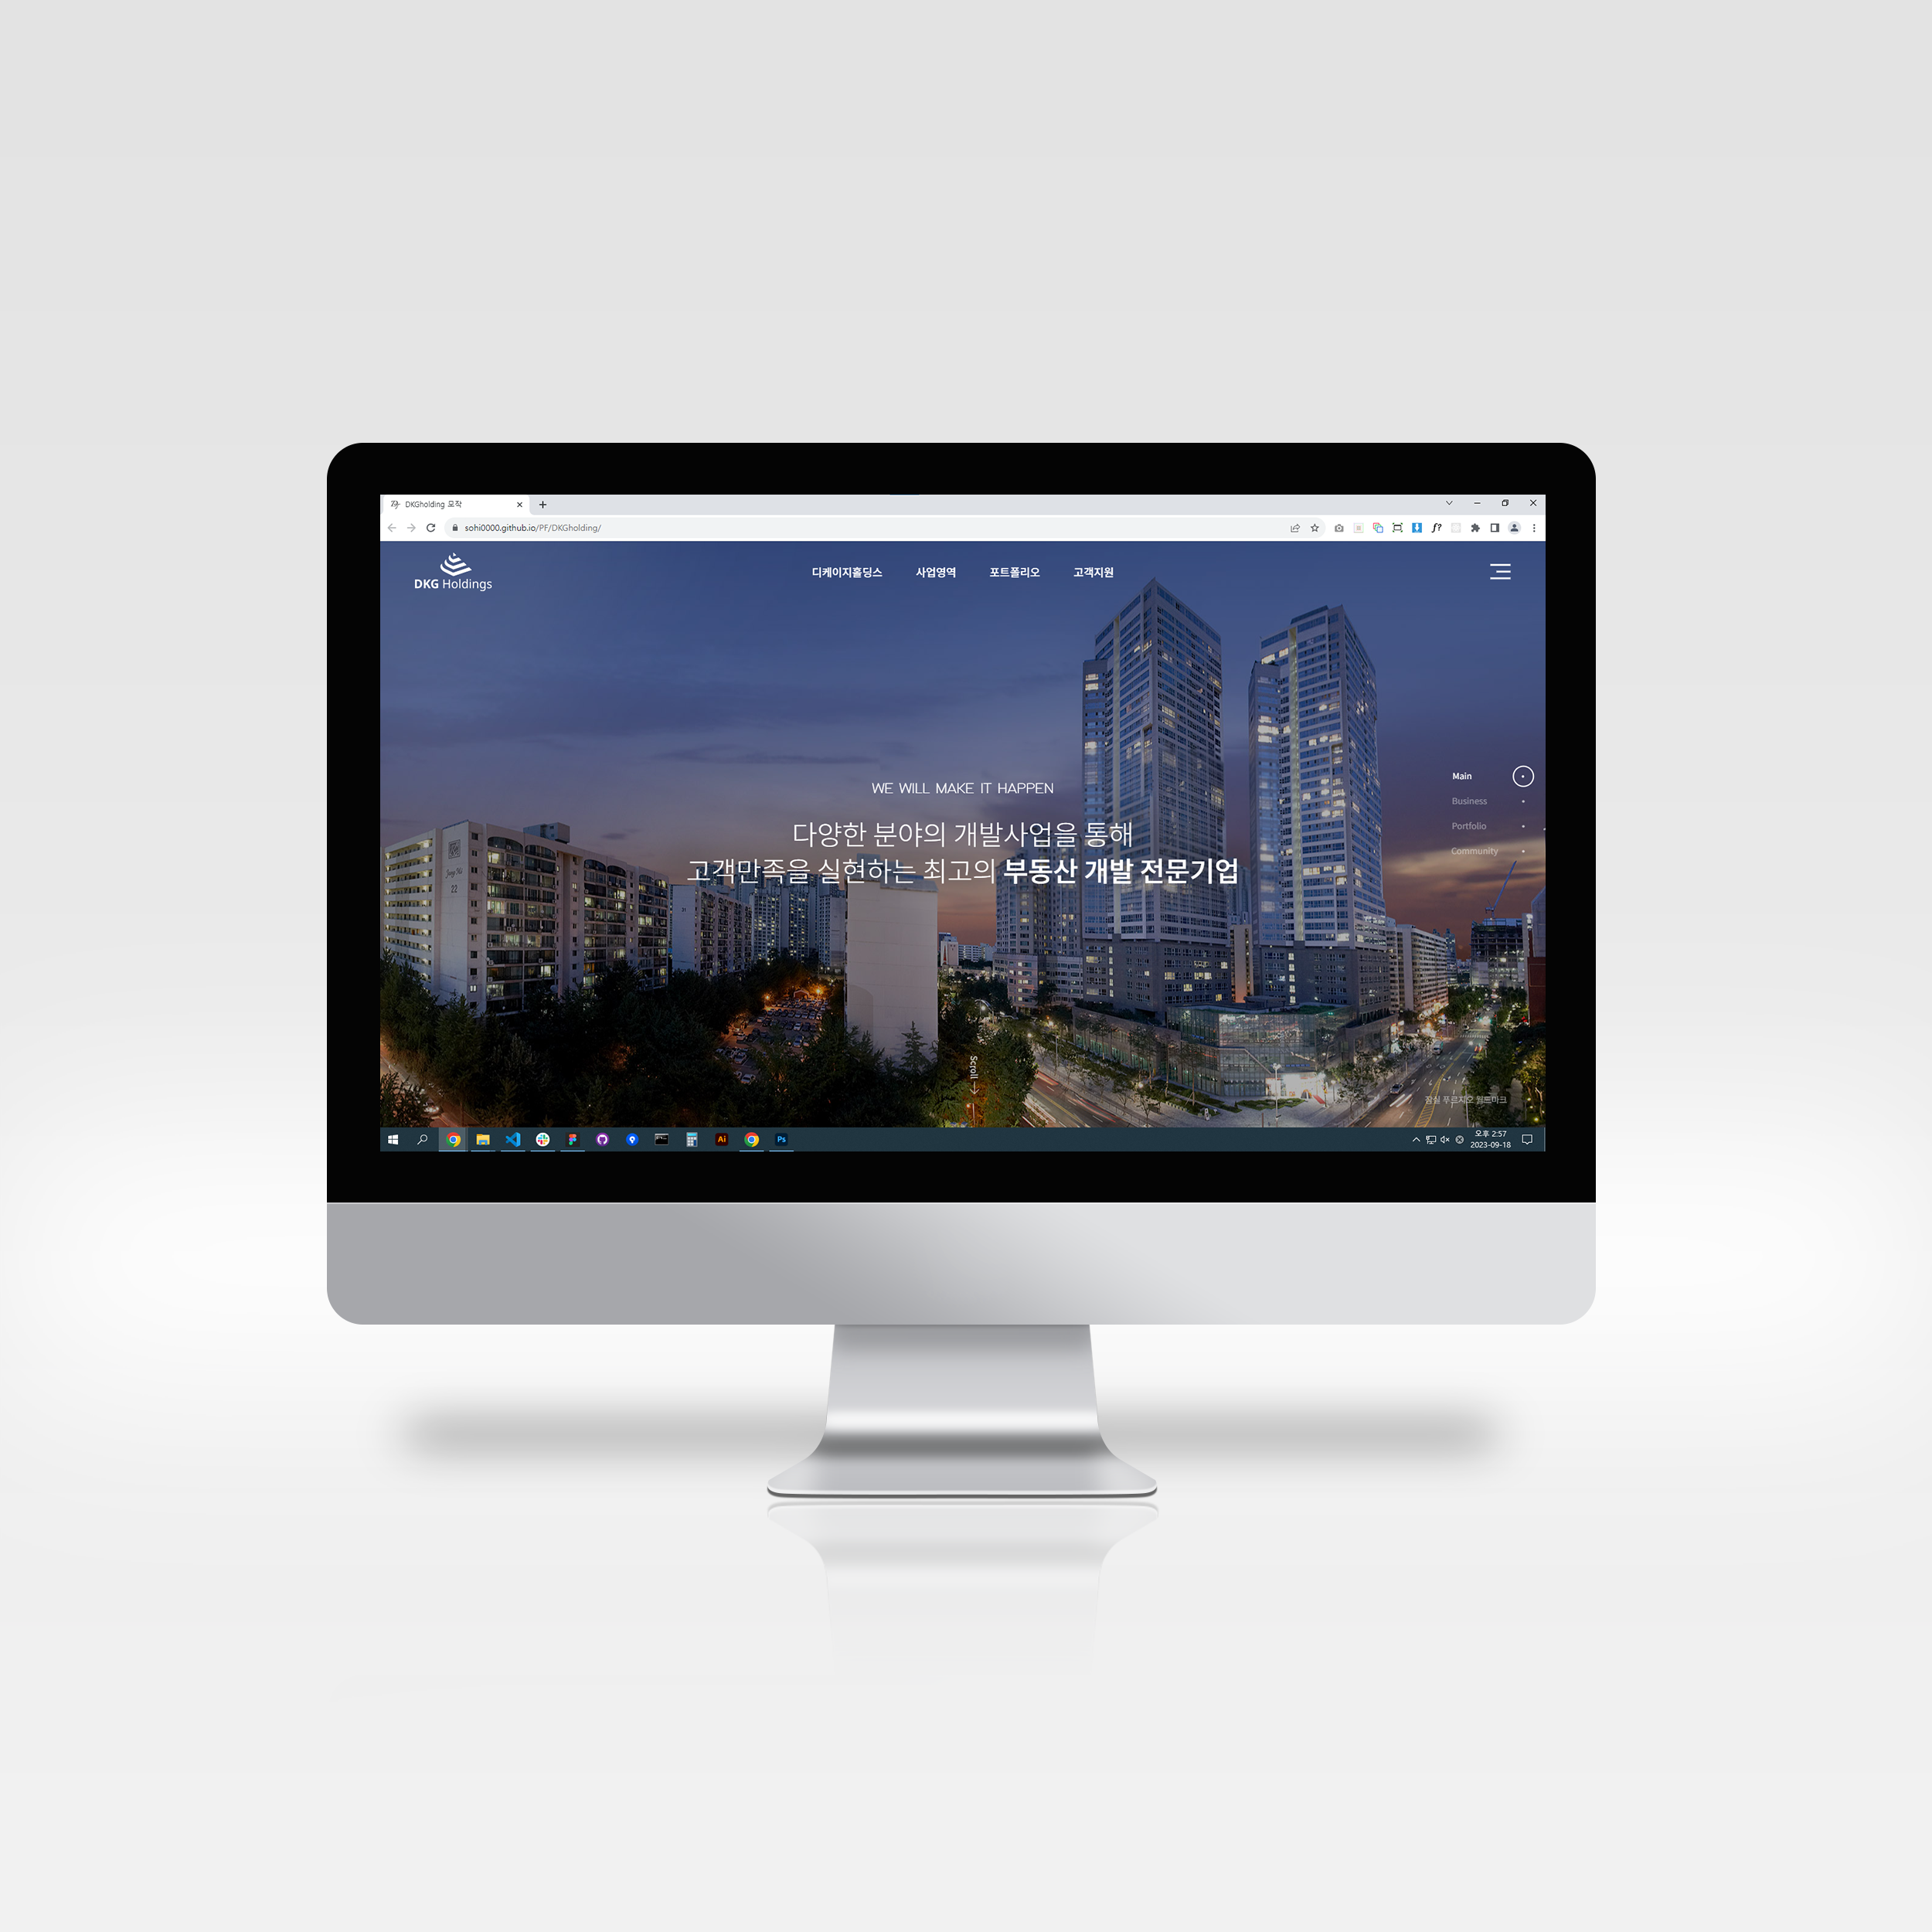 DKGholding 모작
sohi0000.github.io/PF/DKGholding/
DKG Holdings
디케이지홀딩스 사업영역 포트폴리오 고객지원
WE WILL MAKE IT HAPPEN
다양한 분야의 개발사업을 통해
고객만족을 실현하는 최고의 부동산 개발 전문기업
Main
Business
Portfolio
Community
22
21
Scroll
잠실 푸르지오 월드마크
Ai
Ps
오후 2:57
2023-09-18